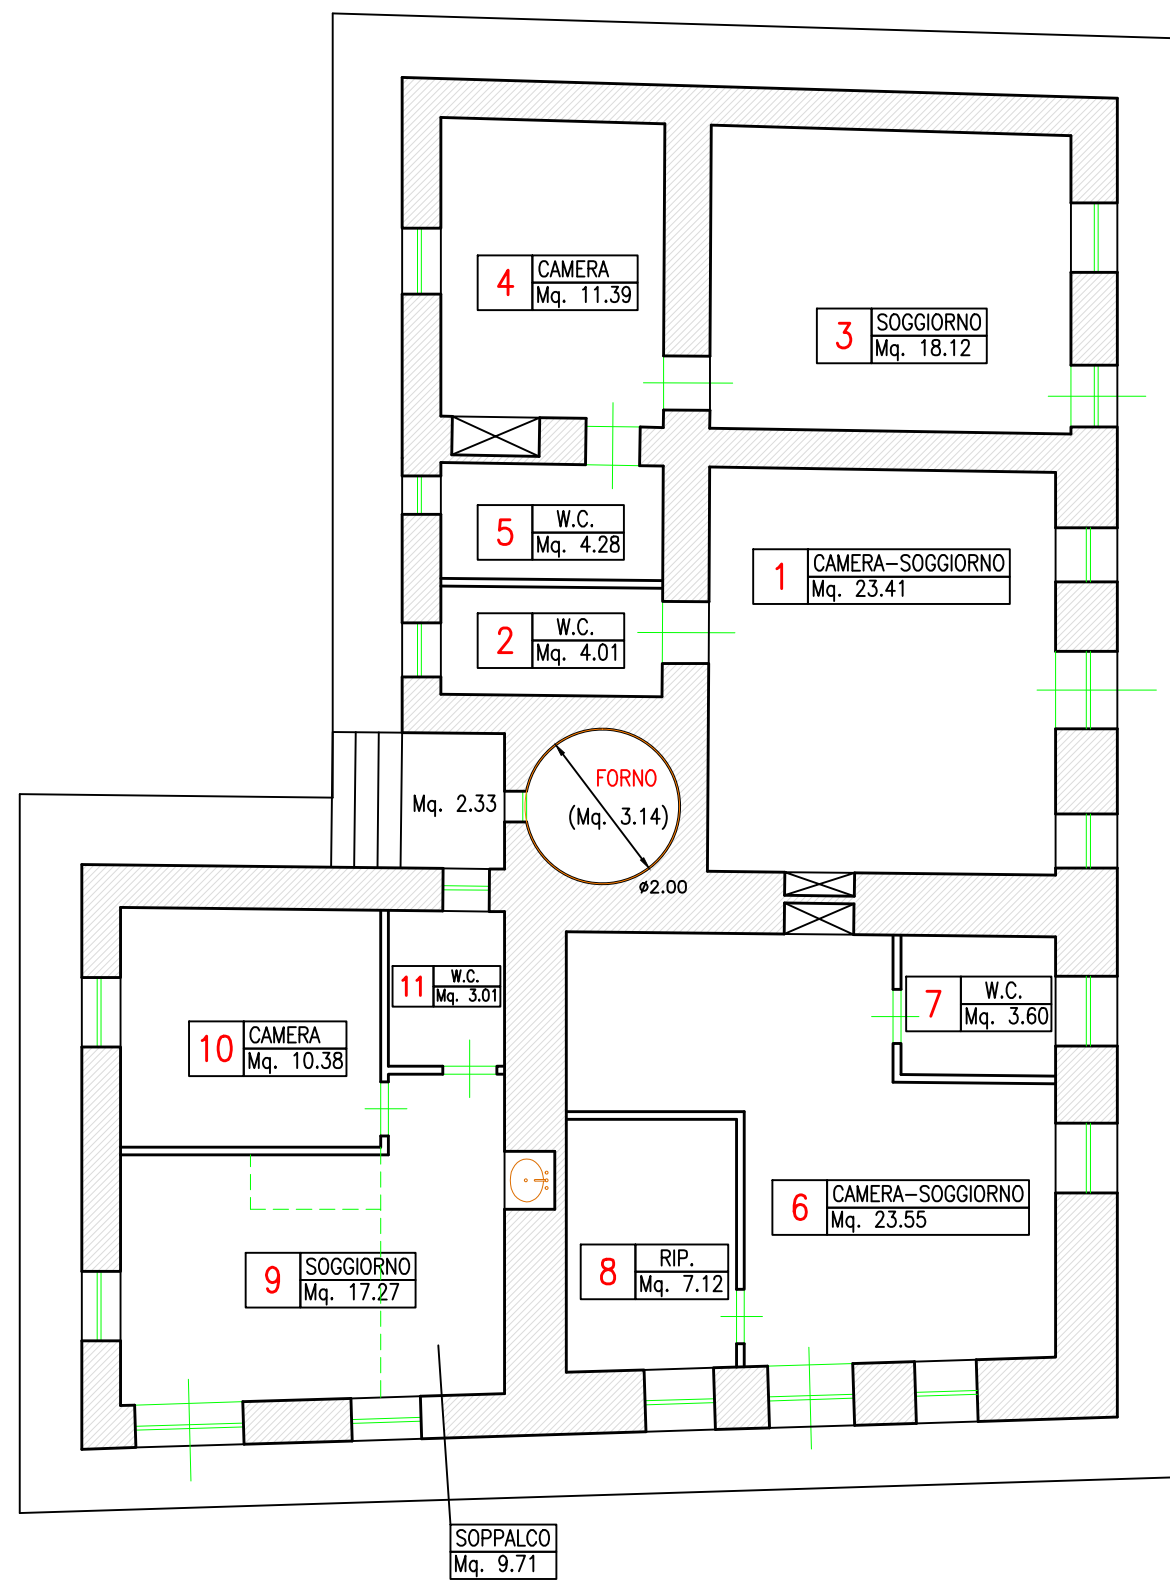 4
CAMERA
Mq. 11.39
3
SOGGIORNO
Mq. 18.12
5
W.C.
Mq. 4.28
1
CAMERA-SOGGIORNO
Mq. 23.41
2
W.C.
Mq. 4.01
FORNO
(Mq. 3.14)
ø2.00
Mq. 2.33
11
W.C.
Mq. 3.01
7
W.C.
Mq. 3.60
10
CAMERA
Mq. 10.38
6
CAMERA-SOGGIORNO
Mq. 23.55
9
SOGGIORNO
Mq. 17.27
8
RIP.
Mq. 7.12
SOPPALCO
Mq. 9.71